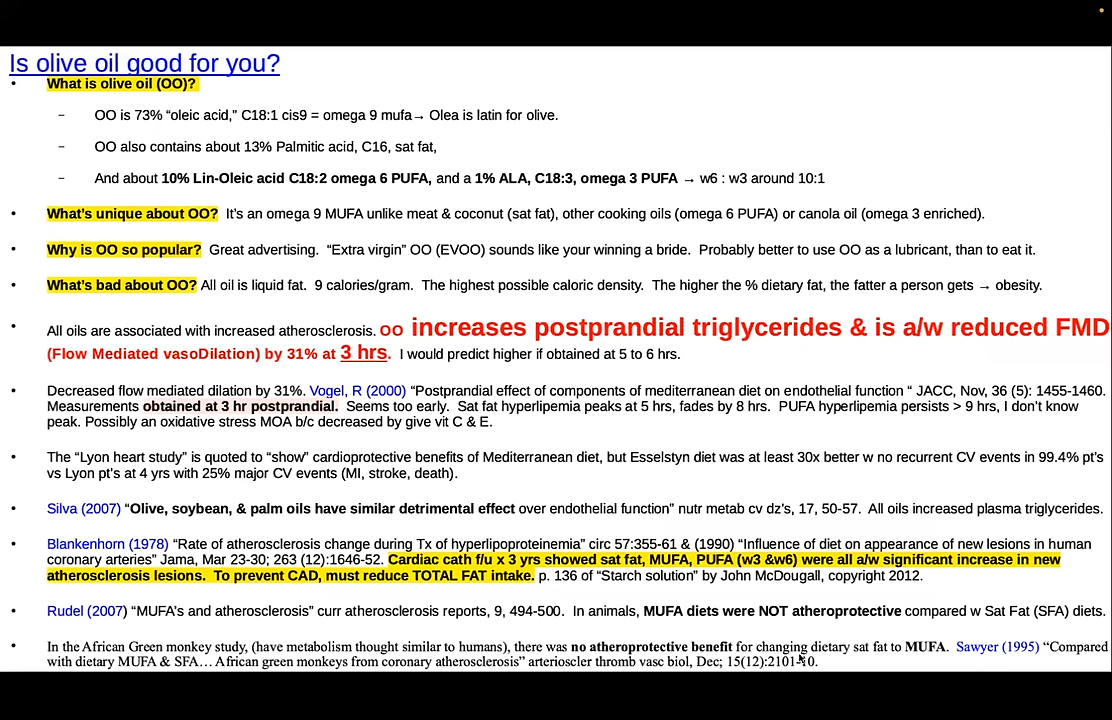 Is olive oil good for you?
• What is olive oil (OO)?
– OO is 73% “oleic acid,” C18:1 cis9 = omega 9 mufa→ Olea is latin for olive.
– OO also contains about 13% Palmitic acid, C16, sat fat,
– And about 10% Lin-Oleic acid C18:2 omega 6 PUFA, and a 1% ALA, C18:3, omega 3 PUFA → w6 : w3 around 10:1
• What’s unique about OO? It’s an omega 9 MUFA unlike meat & coconut (sat fat), other cooking oils (omega 6 PUFA) or canola oil (omega 3 enriched).
• Why is OO so popular? Great advertising. “Extra virgin” OO (EVOO) sounds like your winning a bride. Probably better to use OO as a lubricant, than to eat it.
• What’s bad about OO? All oil is liquid fat. 9 calories/gram. The highest possible caloric density. The higher the % dietary fat, the fatter a person gets → obesity.
• All oils are associated with increased atherosclerosis. OO increases postprandial triglycerides & is a/w reduced FMD
(Flow Mediated vasoDilation) by 31% at 3 hrs. I would predict higher if obtained at 5 to 6 hrs.
• Decreased flow mediated dilation by 31%. Vogel, R (2000) “Postprandial effect of components of mediterranean diet on endothelial function “ JACC, Nov, 36 (5): 1455-1460.
Measurements obtained at 3 hr postprandial. Seems too early. Sat fat hyperlipemia peaks at 5 hrs, fades by 8 hrs. PUFA hyperlipemia persists > 9 hrs, I don’t know
peak. Possibly an oxidative stress MOA b/c decreased by give vit C & E.
• The “Lyon heart study” is quoted to “show” cardioprotective benefits of Mediterranean diet, but Esselstyn diet was at least 30x better w no recurrent CV events in 99.4% pt’s
vs Lyon pt’s at 4 yrs with 25% major CV events (MI, stroke, death).
• Silva (2007) “Olive, soybean, & palm oils have similar detrimental effect over endothelial function” nutr metab cv dz’s, 17, 50-57. All oils increased plasma triglycerides.
• Blankenhorn (1978) “Rate of atherosclerosis change during Tx of hyperlipoproteinemia” circ 57:355-61 & (1990) “Influence of diet on appearance of new lesions in human
coronary arteries” Jama, Mar 23-30; 263 (12):1646-52. Cardiac cath f/u x 3 yrs showed sat fat, MUFA, PUFA (w3 &w6) were all a/w significant increase in new
atherosclerosis lesions. To prevent CAD, must reduce TOTAL FAT intake. p. 136 of “Starch solution” by John McDougall, copyright 2012.
• Rudel (2007) “MUFA’s and atherosclerosis” curr atherosclerosis reports, 9, 494-500. In animals, MUFA diets were NOT atheroprotective compared w Sat Fat (SFA) diets.
• In the African Green monkey study, (have metabolism thought similar to humans), there was no atheroprotective benefit for changing dietary sat fat to MUFA. Sawyer (1995) “Compared
with dietary MUFA & SFA… African green monkeys from coronary atherosclerosis” arterioscler thromb vasc biol, Dec; 15(12):2101-10.